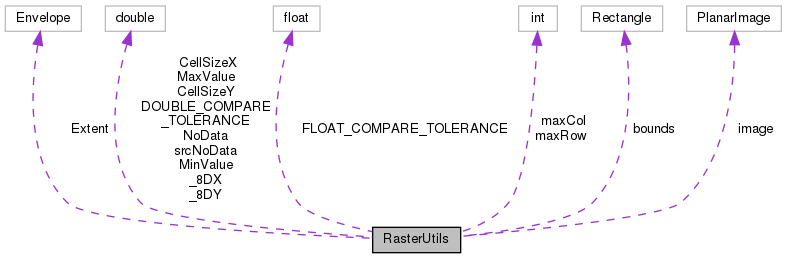 Envelope
double
float
int
Rectangle
PlanarImage
Extent
CellSizeX
MaxValue
CellSizeY
DOUBLE_COMPARE
_TOLERANCE
NoData
srcNoData
MinValue
_8DX
_8DY
FLOAT_COMPARE_TOLERANCE
maxCol
maxRow
bounds
image
RasterUtils